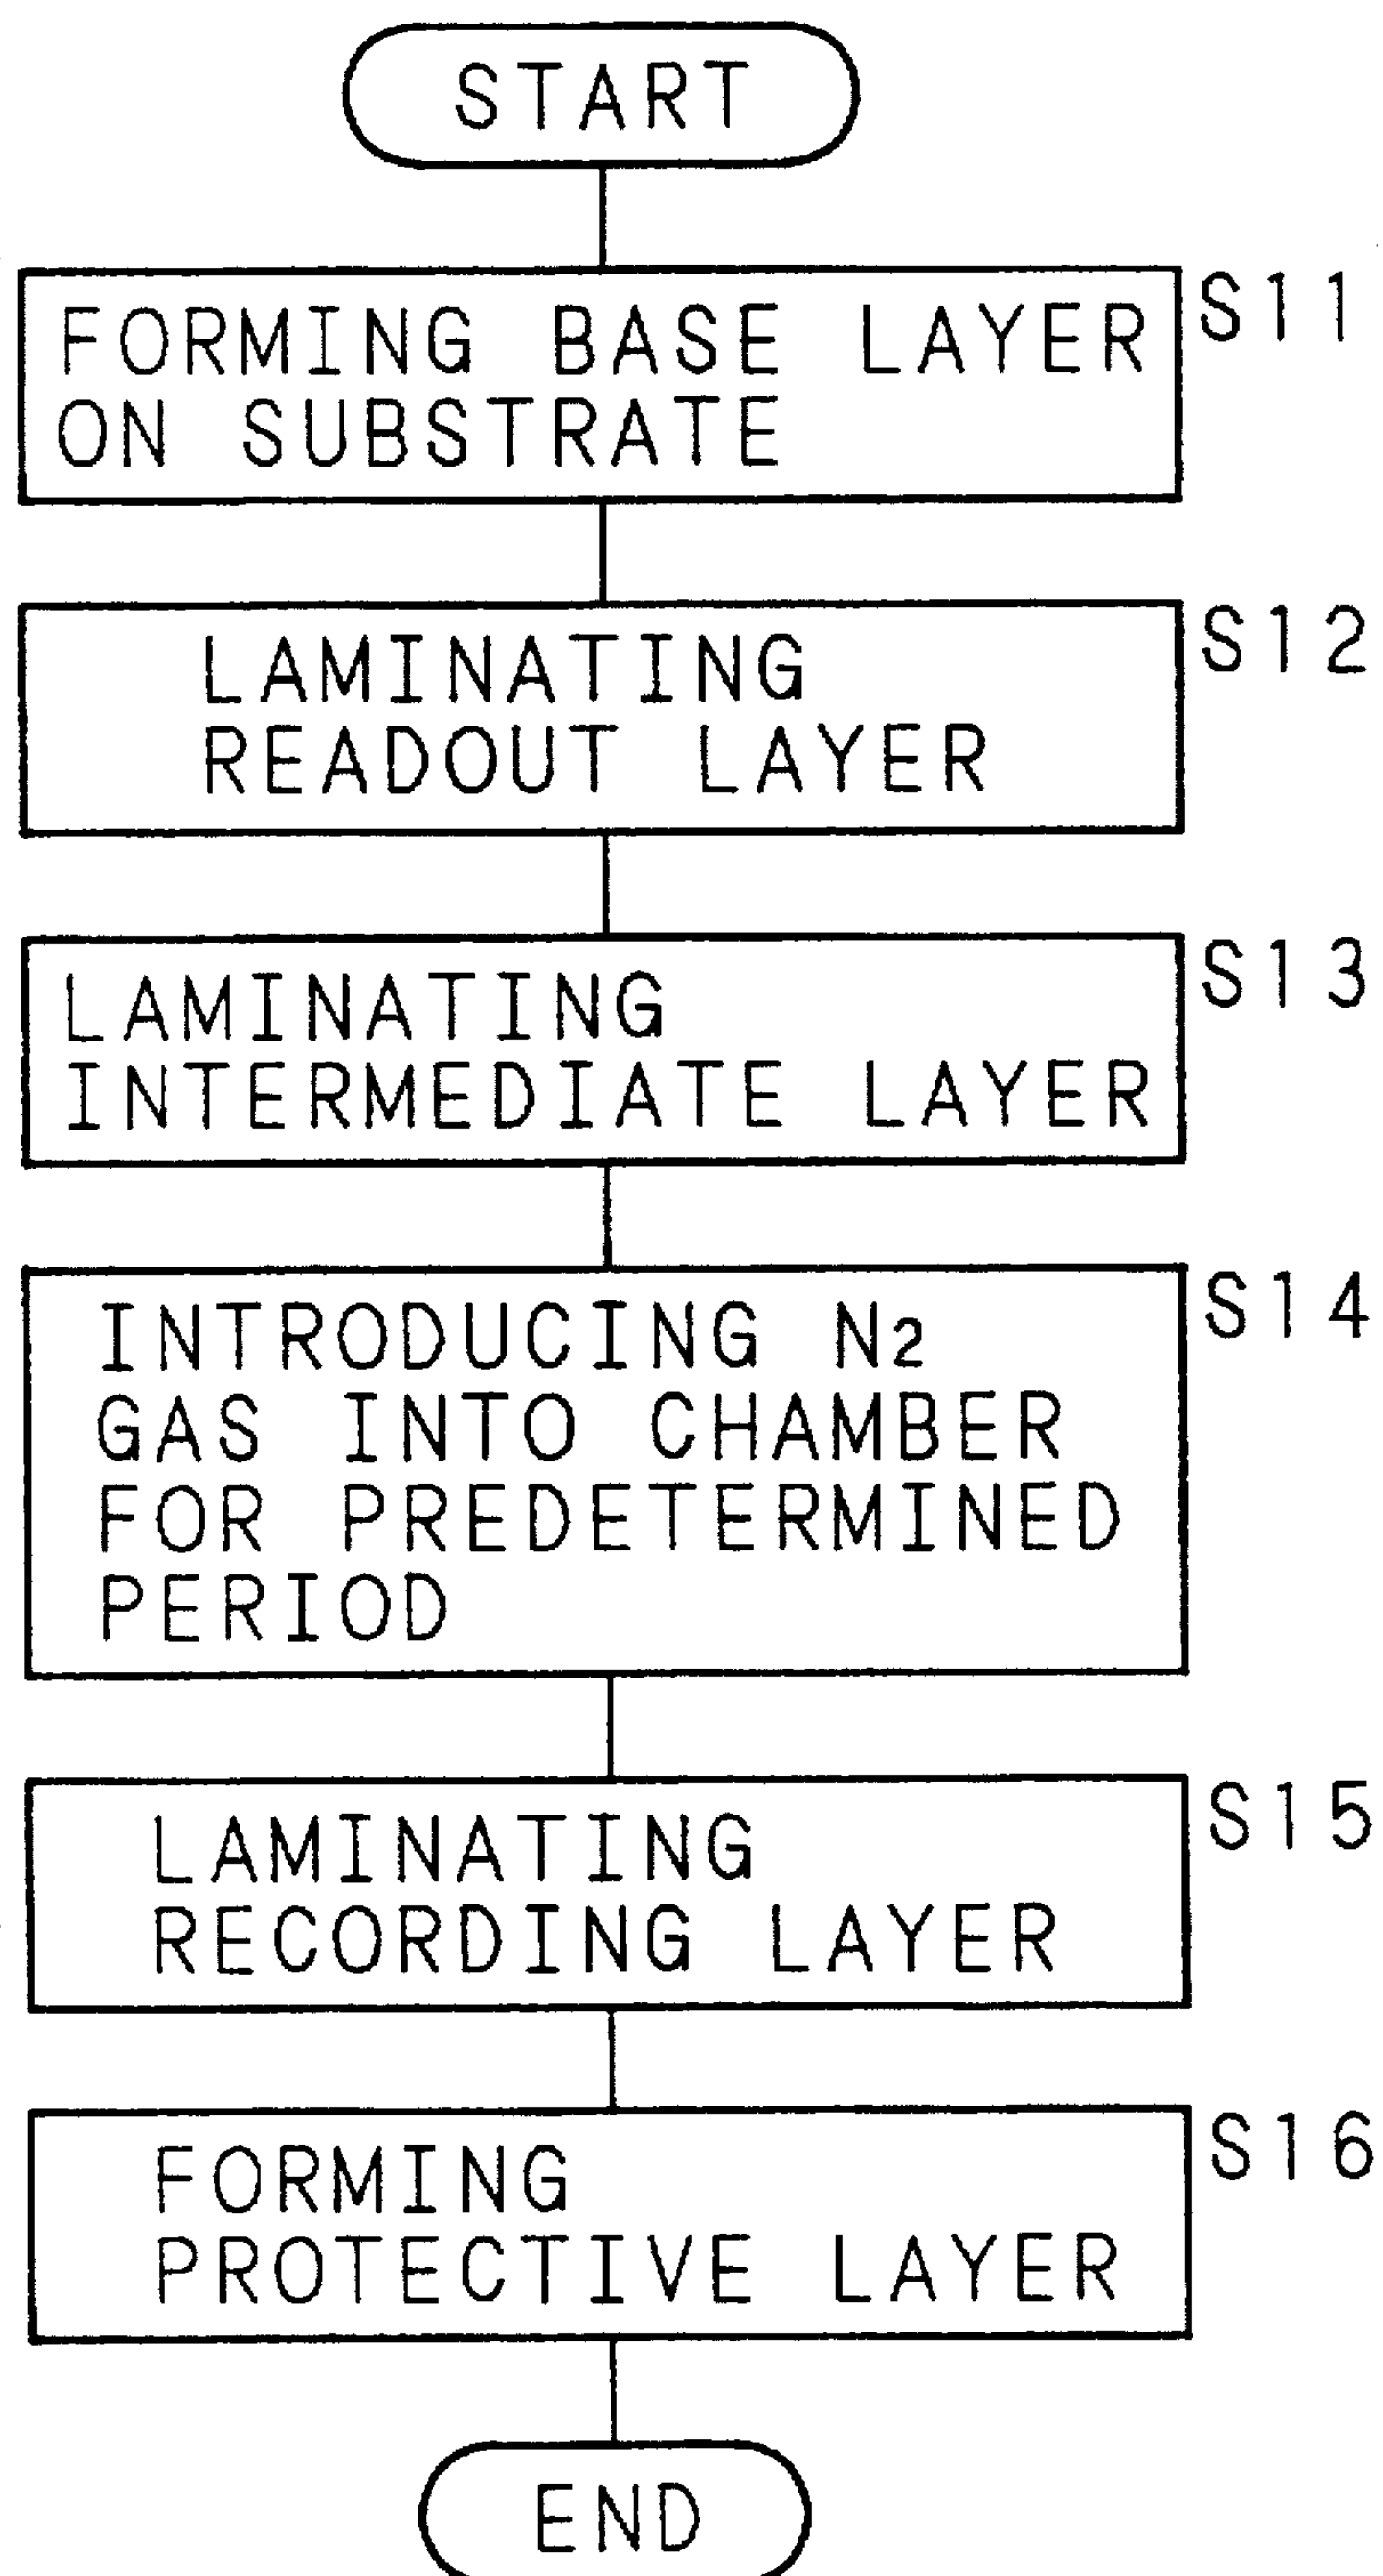 START
FORMING BASE LAYER S11
ON SUBSTRATE
LAMINATING S12
READOUT LAYER
LAMINATING S13
INTERMEDIATE LAYER
INTRODUCING N2 S14
GAS INTO CHAMBER
FOR PREDETERMINED
PERIOD
LAMINATING S15
RECORDING LAYER
FORMING S16
PROTECTIVE LAYER
END